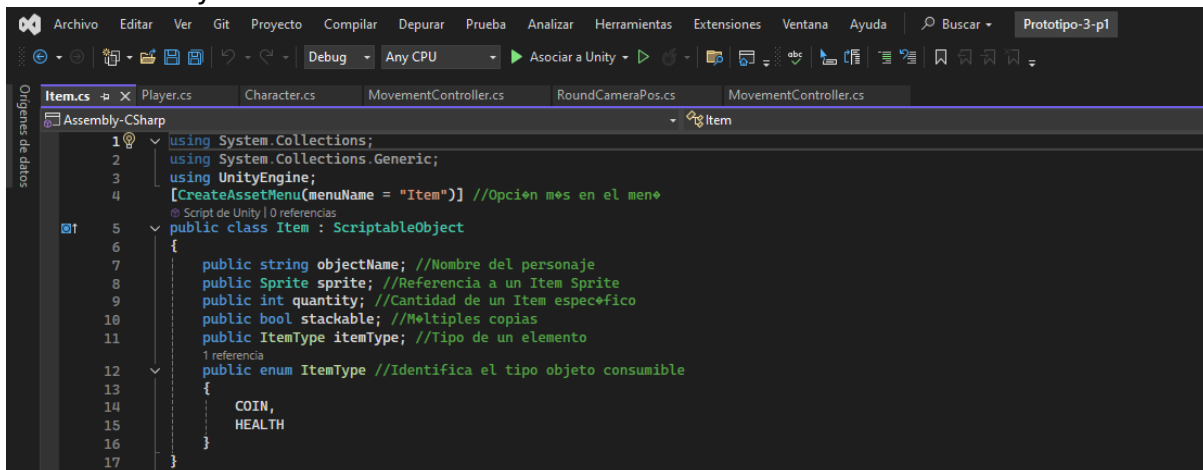 Archivo Editar Ver Git Proyecto Compilar Depurar Prueba Analizar Herramientas Extensiones Ventana Ayuda Buscar Prototipo-3-p1
Debug Any CPU Asociar a Unity
Orígenes de datos
Item.cs Player.cs Character.cs MovementController.cs RoundCameraPos.cs MovementController.cs
Assembly-CSharp Item
1 using System.Collections;
2 using System.Collections.Generic;
3 using UnityEngine;
4 [CreateAssetMenu(menuName = "Item")] //Opci�n m�s en el men�
Script de Unity | 0 referencias
5 public class Item : ScriptableObject
6 {
7 public string objectName; //Nombre del personaje
8 public Sprite sprite; //Referencia a un Item Sprite
9 public int quantity; //Cantidad de un Item espec�fico
10 public bool stackable; //M�ltiples copias
11 public ItemType itemType; //Tipo de un elemento
1 referencia
12 public enum ItemType //Identifica el tipo objeto consumible
13 {
14 COIN,
15 HEALTH
16 }
17 }